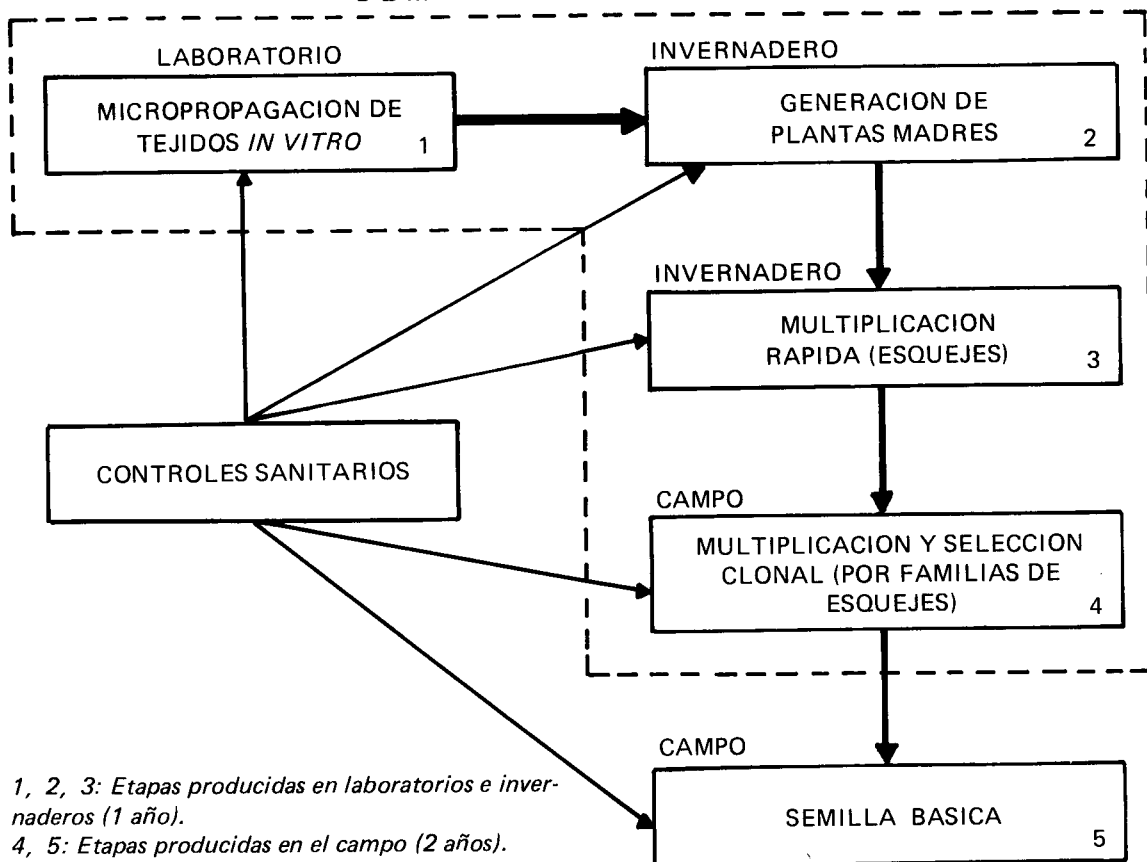 LABORATORIO
MICROPROPAGACION DE
TEJIDOS IN VITRO 1
INVERNADERO
GENERACION DE
PLANTAS MADRES 2
INVERNADERO
MULTIPLICACION
RAPIDA (ESQUEJES) 3
CONTROLES SANITARIOS
CAMPO
MULTIPLICACION Y SELECCION
CLONAL (POR FAMILIAS DE
ESQUEJES) 4
CAMPO
SEMILLA BASICA
5
1, 2, 3: Etapas producidas en laboratorios e inver-
naderos (1 año).
4, 5: Etapas producidas en el campo (2 años).